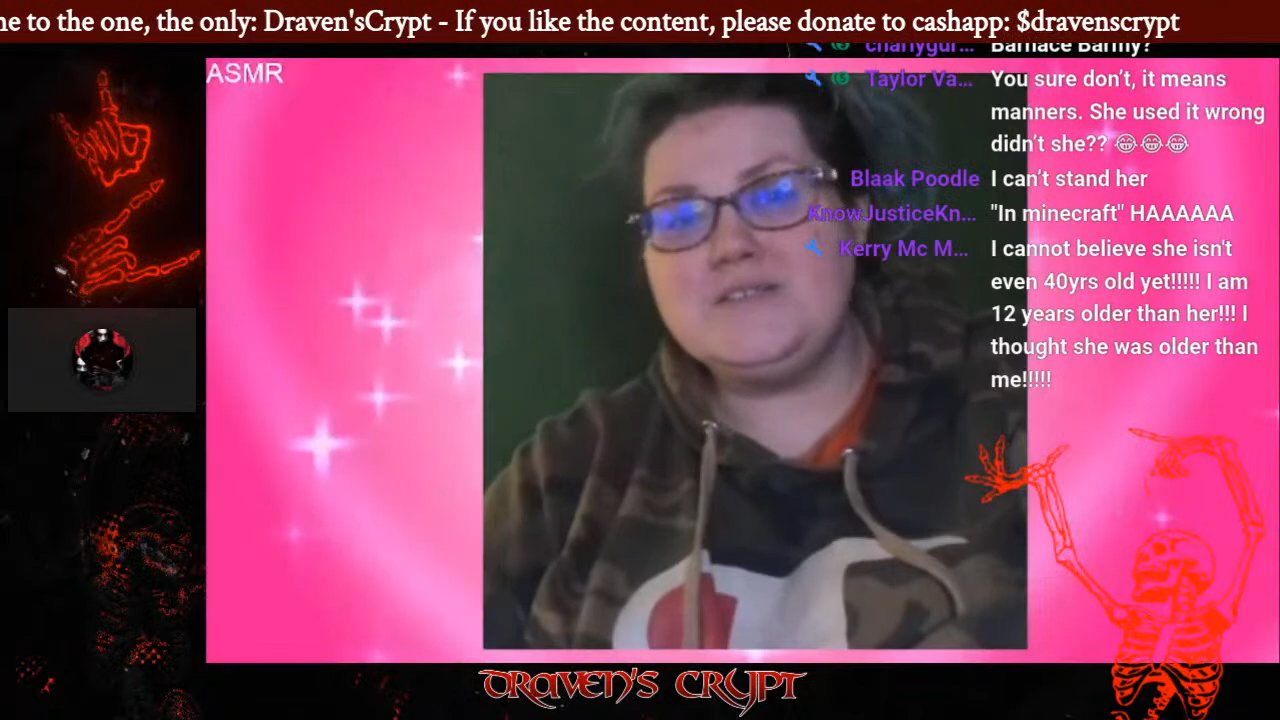 ne to the one, the only: Draven'sCrypt - If you like the content, please donate to cashapp: $dravenscrypt
ASMR
charlygur... Barnace Barmy?
Taylor Va... You sure don't, it means
manners. She used it wrong
didn't she?? 😂😂😂
Blaak Poodle I can't stand her
KnowJusticeKn... "In minecraft" HAAAAAA
Kerry Mc M... I cannot believe she isn't
even 40yrs old yet!!!!! I am
12 years older than her!!! I
thought she was older than
me!!!!!
DRAVEN'S CRYPT